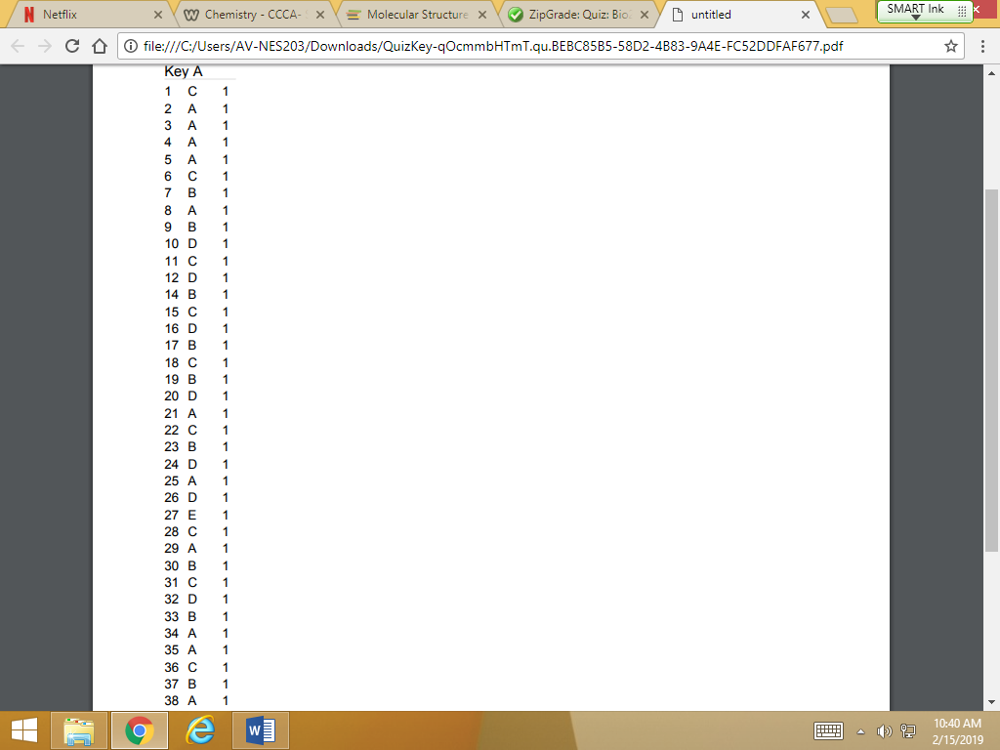 Netflix
Chemistry - CCCA-
Molecular Structure
ZipGrade: Quiz: Bio
untitled
SMART Ink
file:///C:/Users/AV-NES203/Downloads/QuizKey-qOcmmbHTmT.qu.BEBC85B5-58D2-4B83-9A4E-FC52DDFAF677.pdf
Key A
1 C 1
2 A 1
3 A 1
4 A 1
5 A 1
6 C 1
7 B 1
8 A 1
9 B 1
10 D 1
11 C 1
12 D 1
14 B 1
15 C 1
16 D 1
17 B 1
18 C 1
19 B 1
20 D 1
21 A 1
22 C 1
23 B 1
24 D 1
25 A 1
26 D 1
27 E 1
28 C 1
29 A 1
30 B 1
31 C 1
32 D 1
33 B 1
34 A 1
35 A 1
36 C 1
37 B 1
38 A 1
10:40 AM
2/15/2019